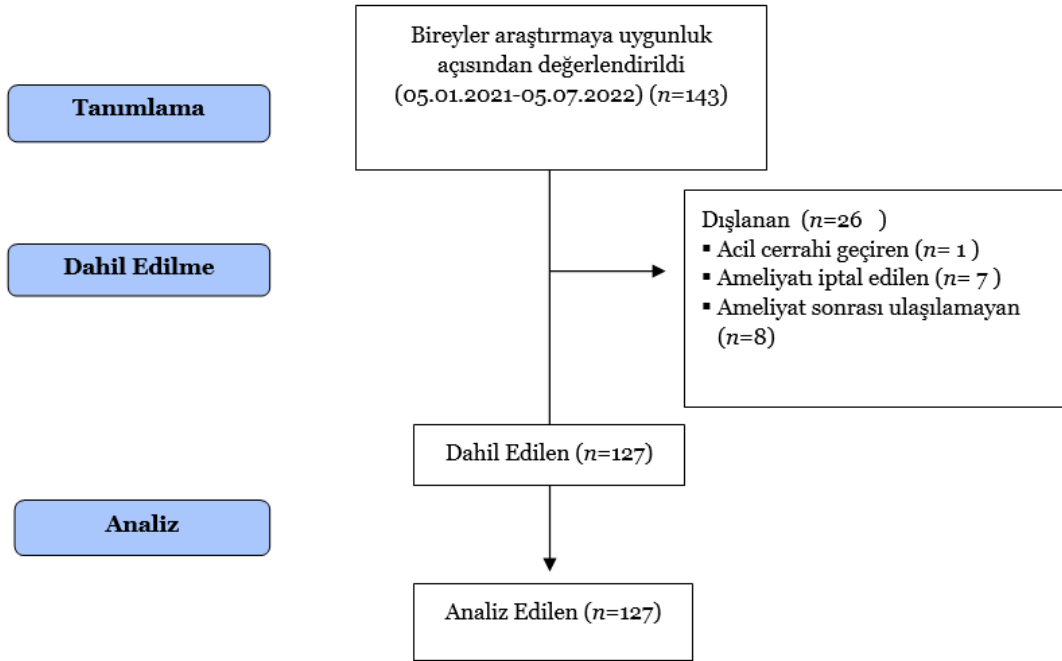 Bireyler araştırmaya uygunluk
açısından değerlendirildi
(05.01.2021-05.07.2022) (n=143)
Tanımlama
Dışlanan (n=26 )
▪ Acil cerrahi geçiren (n= 1 )
▪ Ameliyatı iptal edilen (n= 7 )
▪ Ameliyat sonrası ulaşılamayan
(n=8)
Dahil Edilme
Dahil Edilen (n=127)
Analiz
Analiz Edilen (n=127)